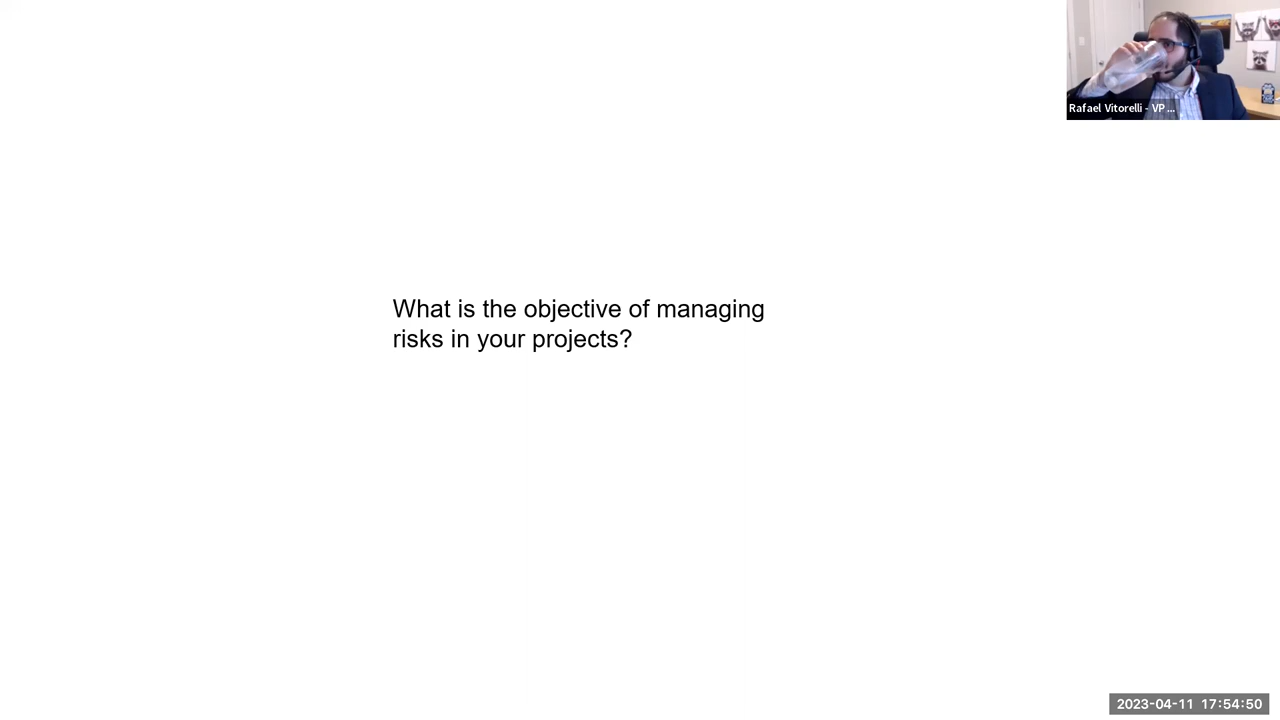 Rafael Vitorelli - VP ...
What is the objective of managing
risks in your projects?
2023-04-11 17:54:50